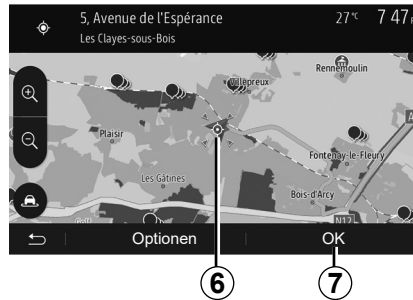 5, Avenue de l'Espérance
27°C
7 47
Les Clayes-sous-Bois
Rennemoulin
Villepreux
Plaisir
Fontenay-le-Fleury
Les Gâtines
Bois-d'Arcy
N12
Optionen
OK
6
7